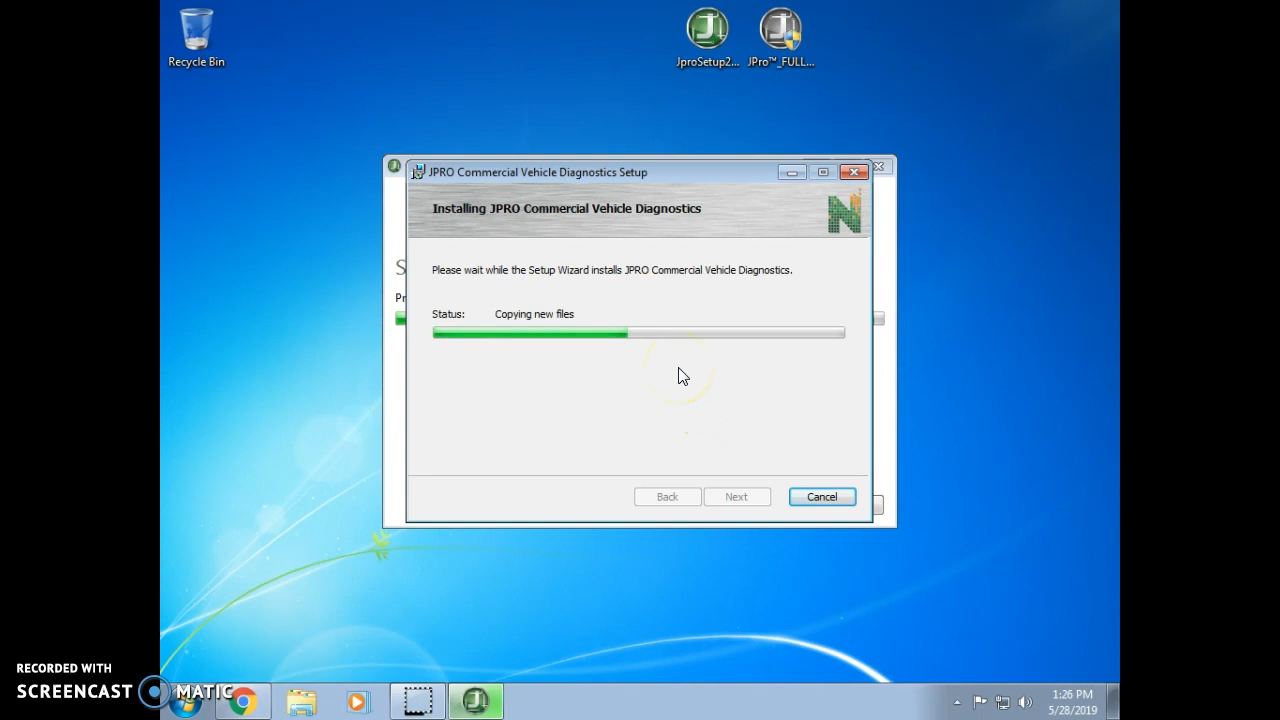 Recycle Bin
JproSetup2...
JPro™_FULL...
JPRO Commercial Vehicle Diagnostics Setup
Installing JPRO Commercial Vehicle Diagnostics
Please wait while the Setup Wizard installs JPRO Commercial Vehicle Diagnostics.
Status: Copying new files
Back
Next
Cancel
RECORDED WITH
SCREENCAST MATIC
1:26 PM
5/28/2019